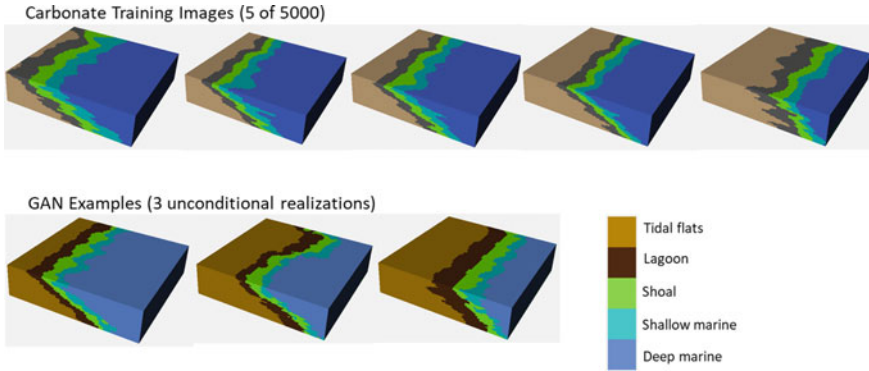 Carbonate Training Images (5 of 5000)
GAN Examples (3 unconditional realizations)
Tidal flats
Lagoon
Shoal
Shallow marine
Deep marine